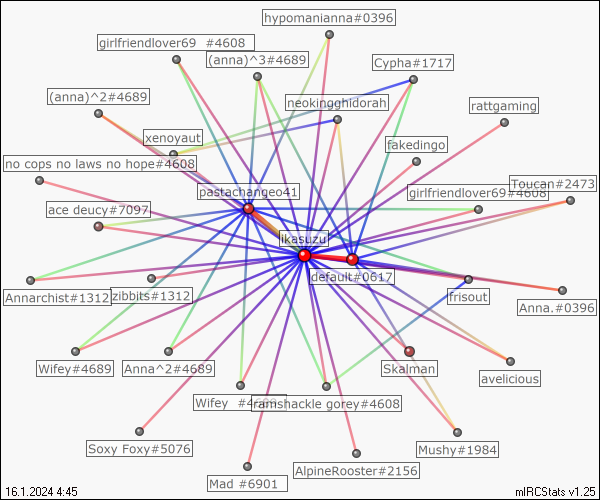 hypomanianna#0396
girlfriendlover69 #4608
(anna)^3#4689
Cypha#1717
(anna)^2#4689
neokingghidorah
rattgaming
xenoyaut
fakedingo
no cops no laws no hope#4608
Toucan#2473
pastachangeo41
girlfriendlover69#4608
ace deucy#7097
ikasuzu
default#0617
Annarchist#1312
zibbits#1312
frisout
Anna.#0396
Wifey#4689
Anna^2#4689
Skalman
avelicious
Wifey
ramshackle gorey#4608
Soxy Foxy#5076
Mushy#1984
Mad #6901
AlpineRooster#2156
16.1.2024 4:45
mIRCStats v1.25